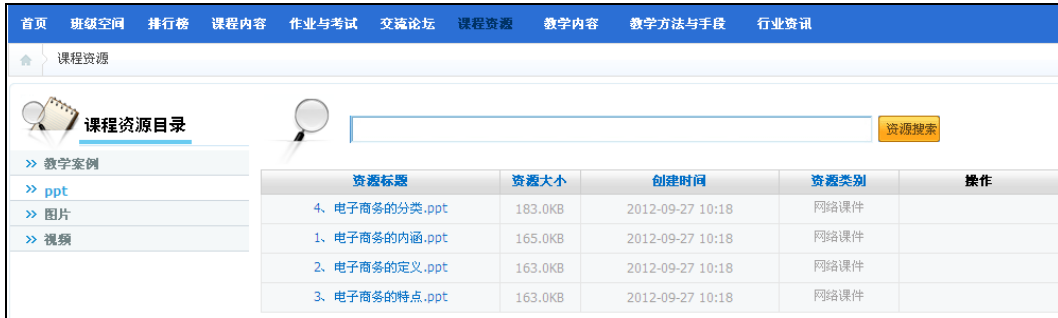 首页 班级空间 排行榜 课程内容 作业与考试 交流论坛 课程资源 教学内容 教学方法与手段 行业资讯
课程资源
课程资源目录
» 教学案例
» ppt
» 图片
» 视频
资源搜索
资源标题 资源大小 创建时间 资源类别 操作
4、电子商务的分类.ppt 183.0KB 2012-09-27 10:18 网络课件
1、电子商务的内涵.ppt 165.0KB 2012-09-27 10:18 网络课件
2、电子商务的定义.ppt 163.0KB 2012-09-27 10:18 网络课件
3、电子商务的特点.ppt 163.0KB 2012-09-27 10:18 网络课件